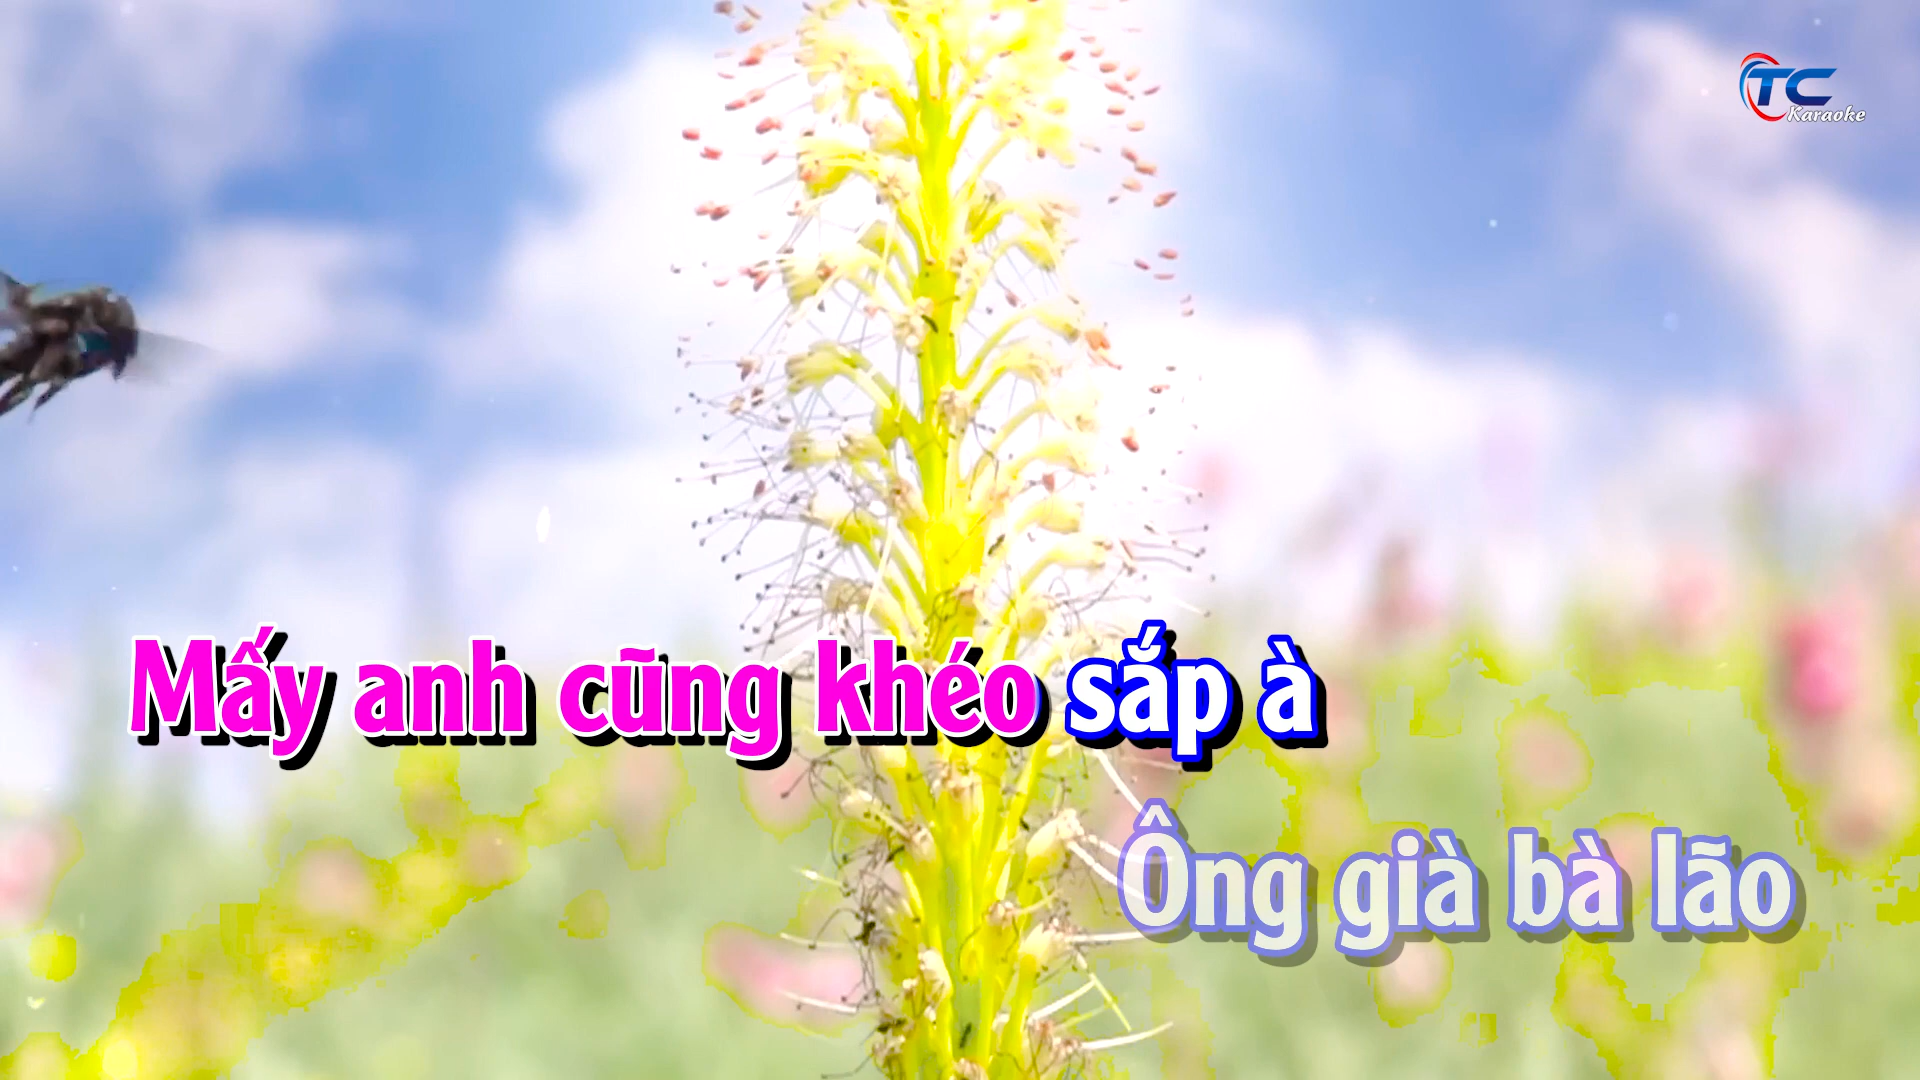 TC
Karaoke
Mấy anh cũng khéo sắp à
Ông già bà lão